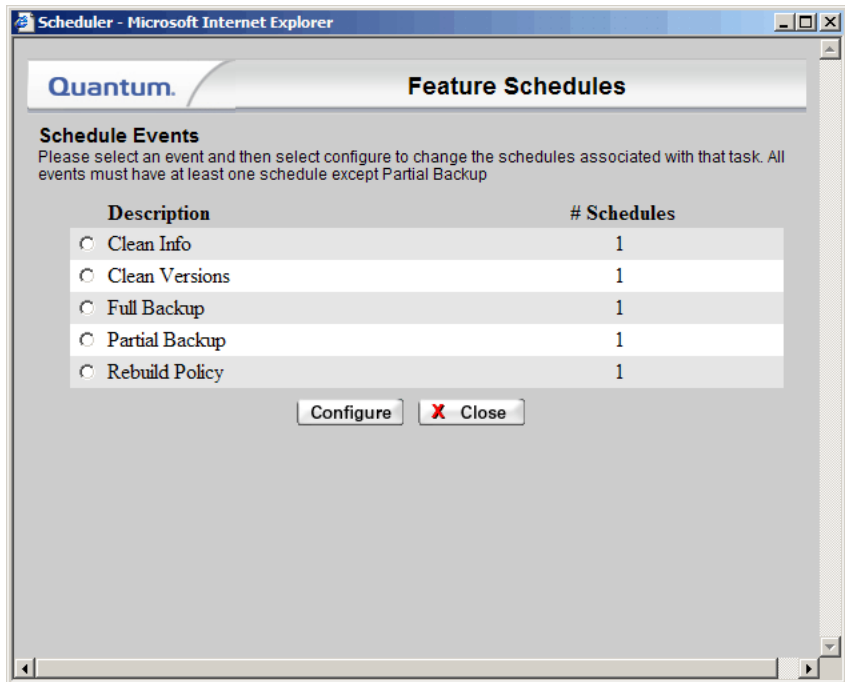 Scheduler - Microsoft Internet Explorer
Quantum.
Feature Schedules
Schedule Events
Please select an event and then select configure to change the schedules associated with that task. All
events must have at least one schedule except Partial Backup
Description # Schedules
Clean Info 1
Clean Versions 1
Full Backup 1
Partial Backup 1
Rebuild Policy 1
Configure X Close